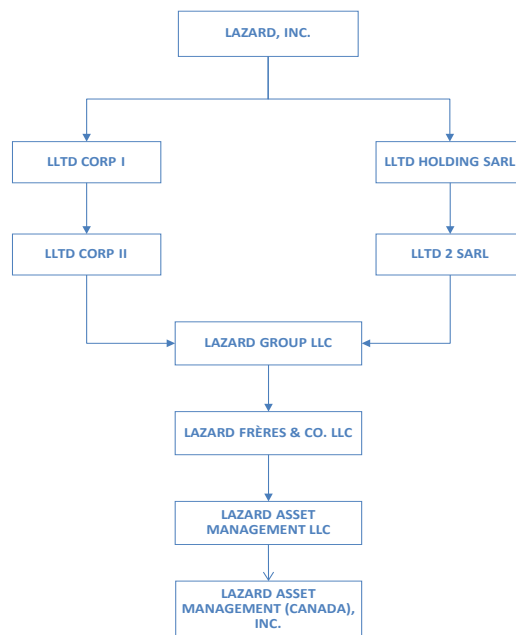 LAZARD, INC.
LLTD CORP I
LLTD HOLDING SARL
LLTD CORP II
LLTD 2 SARL
LAZARD GROUP LLC
LAZARD FRÈRES & CO. LLC
LAZARD ASSET
MANAGEMENT LLC
LAZARD ASSET
MANAGEMENT (CANADA),
INC.